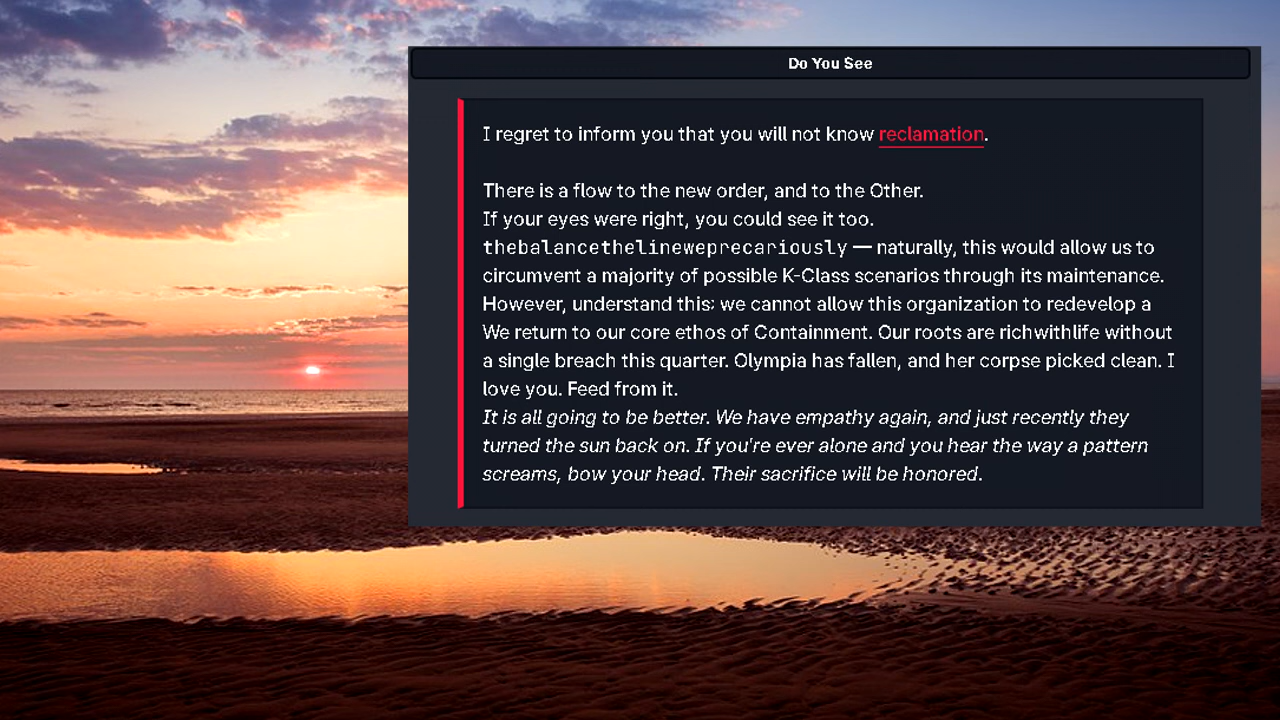 Do You See
I regret to inform you that you will not know reclamation.
There is a flow to the new order, and to the Other.
If your eyes were right, you could see it too.
thebalancethelineweprecariously — naturally, this would allow us to
circumvent a majority of possible K-Class scenarios through its maintenance.
However, understand this: we cannot allow this organization to redevelop a
We return to our core ethos of Containment. Our roots are richwithlife without
a single breach this quarter. Olympia has fallen, and her corpse picked clean. I
love you. Feed from it.
It is all going to be better. We have empathy again, and just recently they
turned the sun back on. If you're ever alone and you hear the way a pattern
screams, bow your head. Their sacrifice will be honored.